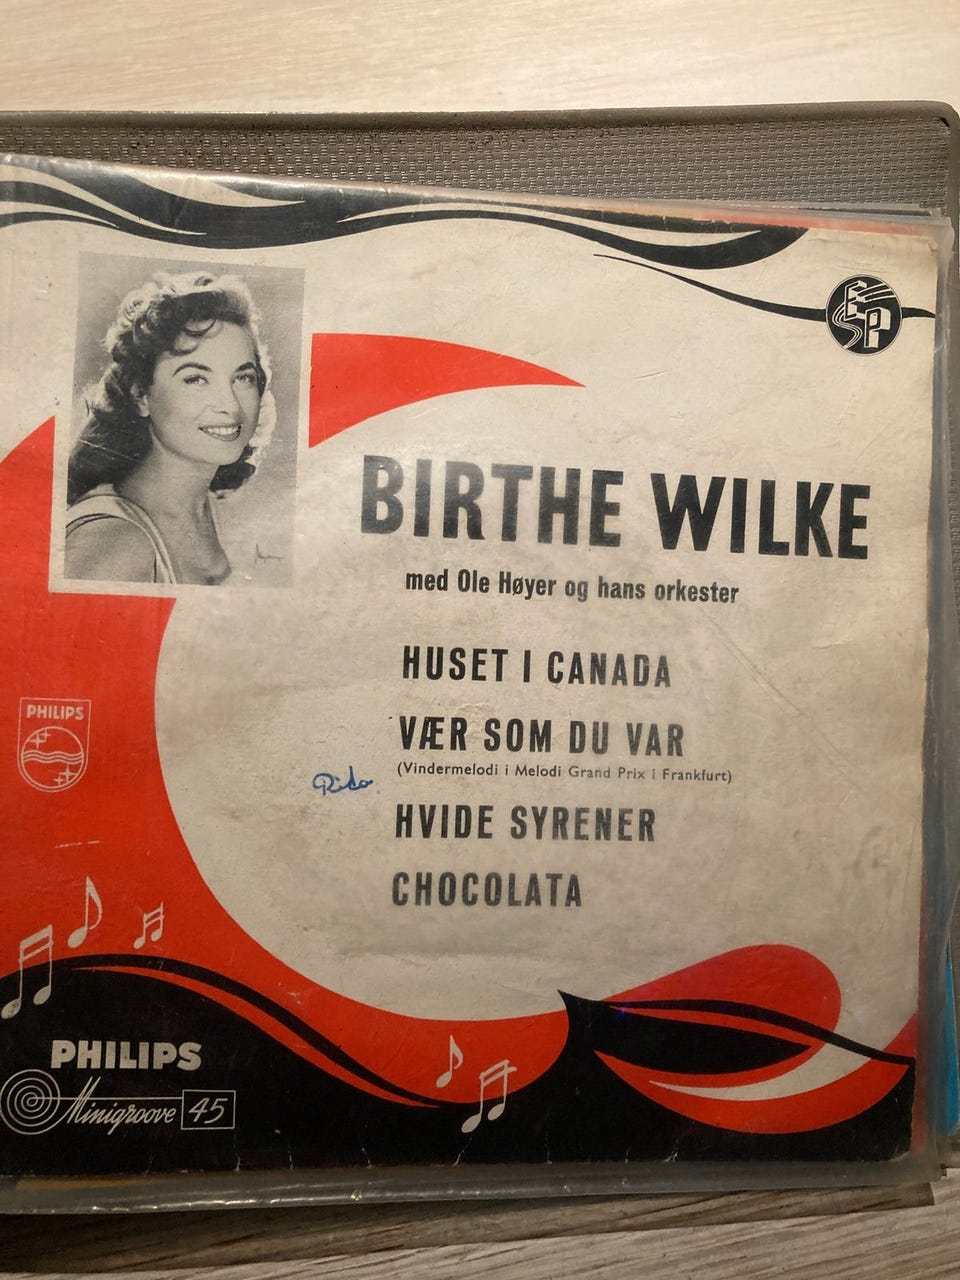 EP
BIRTHE WILKE
med Ole Høyer og hans orkester
HUSET I CANADA
VÆR SOM DU VAR
(Vindermelodi i Melodi Grand Prix i Frankfurt)
HVIDE SYRENER
CHOCOLATA
PHILIPS
PHILIPS
Minigroove 45